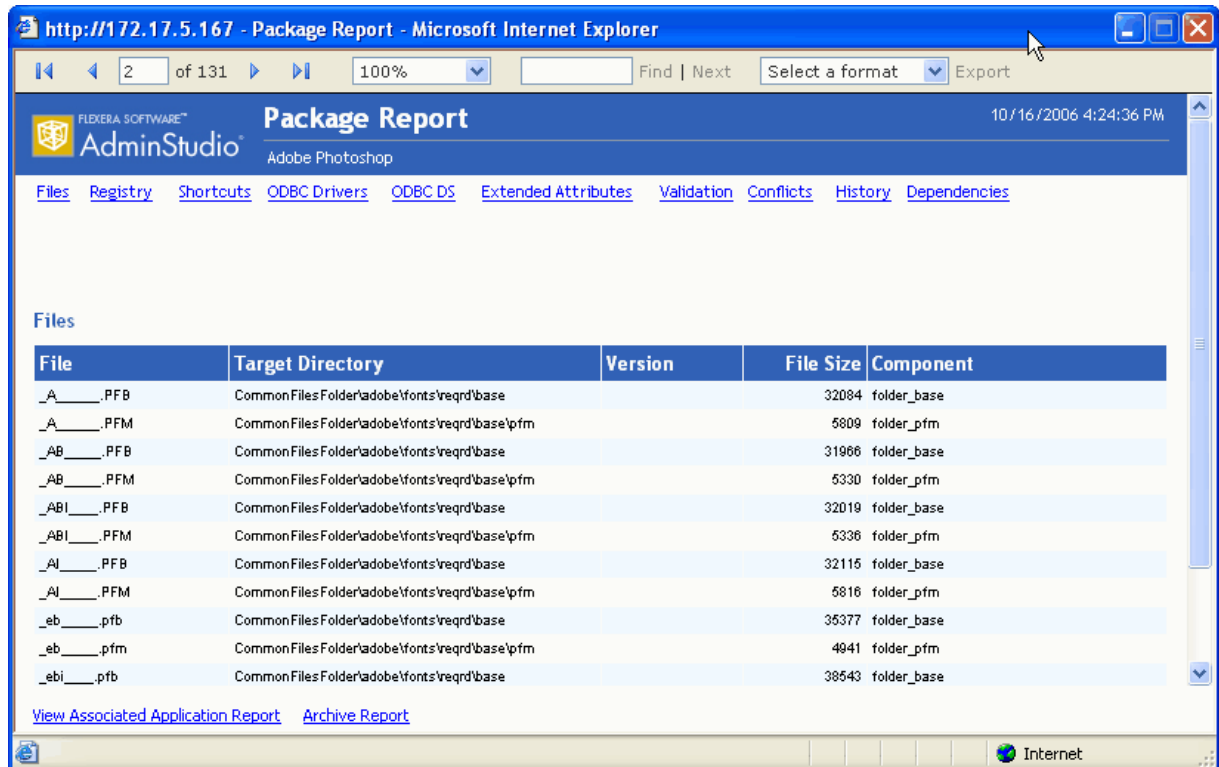 http://172.17.5.167 - Package Report - Microsoft Internet Explorer
2 of 131 100% Find | Next Select a format Export
FLEXERA SOFTWARE™
AdminStudio®
Package Report
10/16/2006 4:24:36 PM
Adobe Photoshop
Files Registry Shortcuts ODBC Drivers ODBC DS Extended Attributes Validation Conflicts History Dependencies
Files
File Target Directory Version File Size Component
_A______.PFB CommonFilesFolder\adobe\fonts\reqrd\base 32084 folder_base
_A______.PFM CommonFilesFolder\adobe\fonts\reqrd\base\pfm 5809 folder_pfm
_AB_____.PFB CommonFilesFolder\adobe\fonts\reqrd\base 31966 folder_base
_AB_____.PFM CommonFilesFolder\adobe\fonts\reqrd\base\pfm 5330 folder_pfm
_ABI____.PFB CommonFilesFolder\adobe\fonts\reqrd\base 32019 folder_base
_ABI____.PFM CommonFilesFolder\adobe\fonts\reqrd\base\pfm 5336 folder_pfm
_AI_____.PFB CommonFilesFolder\adobe\fonts\reqrd\base 32115 folder_base
_AI_____.PFM CommonFilesFolder\adobe\fonts\reqrd\base\pfm 5816 folder_pfm
_eb_____.pfb CommonFilesFolder\adobe\fonts\reqrd\base 35377 folder_base
_eb_____.pfm CommonFilesFolder\adobe\fonts\reqrd\base\pfm 4941 folder_pfm
_ebi____.pfb CommonFilesFolder\adobe\fonts\reqrd\base 38543 folder_base
View Associated Application Report Archive Report
Internet